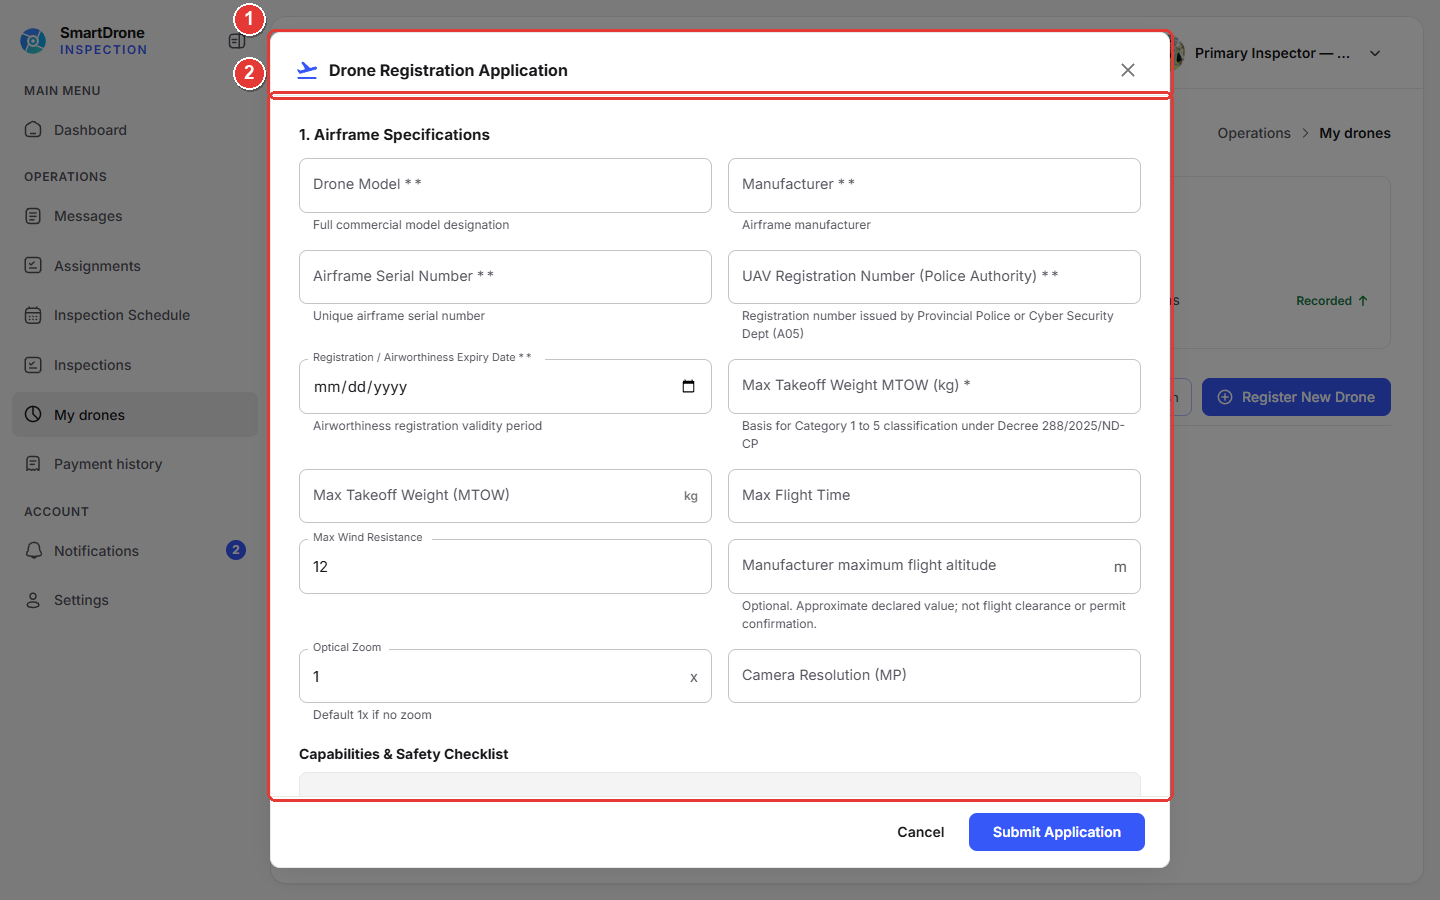 SmartDrone
INSPECTION
1
2
MAIN MENU
Dashboard
OPERATIONS
Messages
Assignments
Inspection Schedule
Inspections
My drones
Payment history
ACCOUNT
Notifications
2
Settings
Primary Inspector — ...
Operations > My drones
Recorded ↑
Register New Drone
Drone Registration Application
1. Airframe Specifications
Drone Model * *
Full commercial model designation
Manufacturer * *
Airframe manufacturer
Airframe Serial Number * *
Unique airframe serial number
UAV Registration Number (Police Authority) * *
Registration number issued by Provincial Police or Cyber Security
Dept (A05)
Registration / Airworthiness Expiry Date * *
mm/dd/yyyy
Airworthiness registration validity period
Max Takeoff Weight MTOW (kg) *
Basis for Category 1 to 5 classification under Decree 288/2025/ND-
CP
Max Takeoff Weight (MTOW)
kg
Max Flight Time
Max Wind Resistance
12
Manufacturer maximum flight altitude
m
Optional. Approximate declared value; not flight clearance or permit
confirmation.
Optical Zoom
1
x
Default 1x if no zoom
Camera Resolution (MP)
Capabilities & Safety Checklist
Cancel
Submit Application